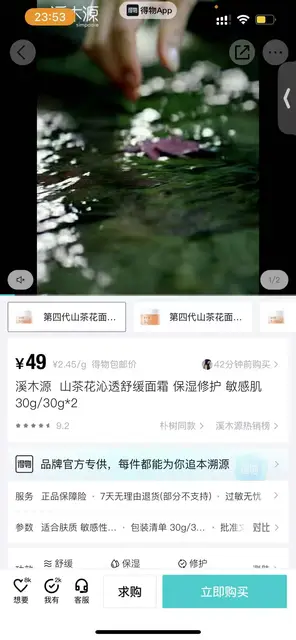 23:53
溪木源
simpcare
得物App
1/2
第四代山茶花面...
第四代山茶花面...
¥49 ¥2.45/g 得物包邮价 42分钟前购买
溪木源 山茶花沁透舒缓面霜 保湿修护 敏感肌
30g/30g*2
9.2 朴树同款 溪木源热销榜
得物 品牌官方专供，每件都能为你追本溯源
服务 正品保障险 · 7天无理由退货(部分不支持) · 过敏无忧
参数 适合肤质 敏感性... · 包装清单 30g/3... · 批准 对比
舒缓 保湿 修护
8k 2k
想要 我有 客服 求购 立即购买